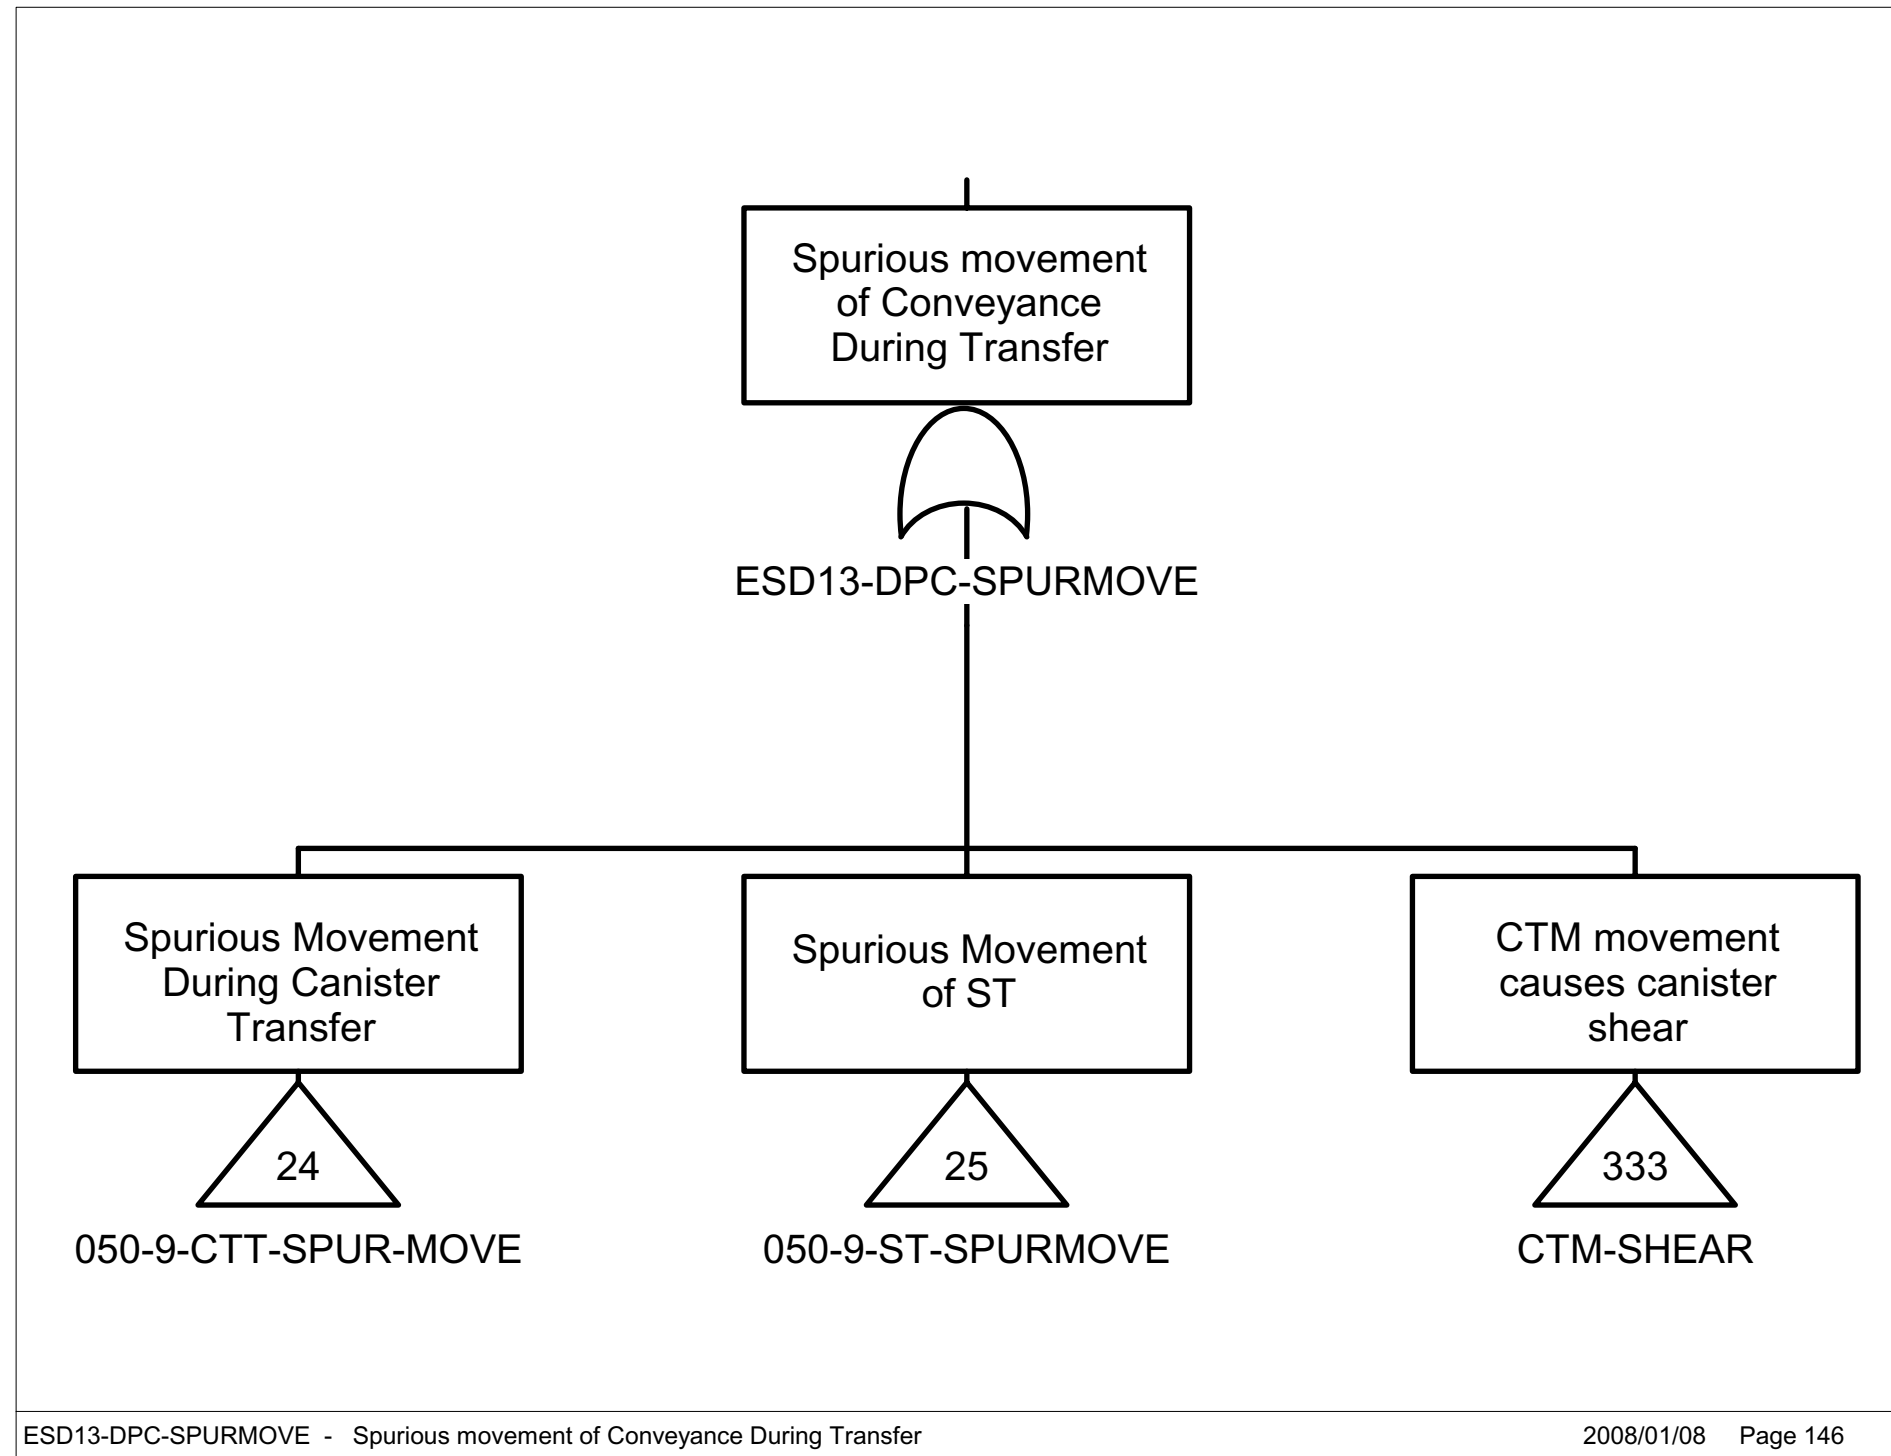 Spurious movement
of Conveyance
During Transfer
ESD13-DPC-SPURMOVE
Spurious Movement
During Canister
Transfer
24
050-9-CTT-SPUR-MOVE
Spurious Movement
of ST
25
050-9-ST-SPURMOVE
CTM movement
causes canister
shear
333
CTM-SHEAR
ESD13-DPC-SPURMOVE - Spurious movement of Conveyance During Transfer 2008/01/08 Page 146